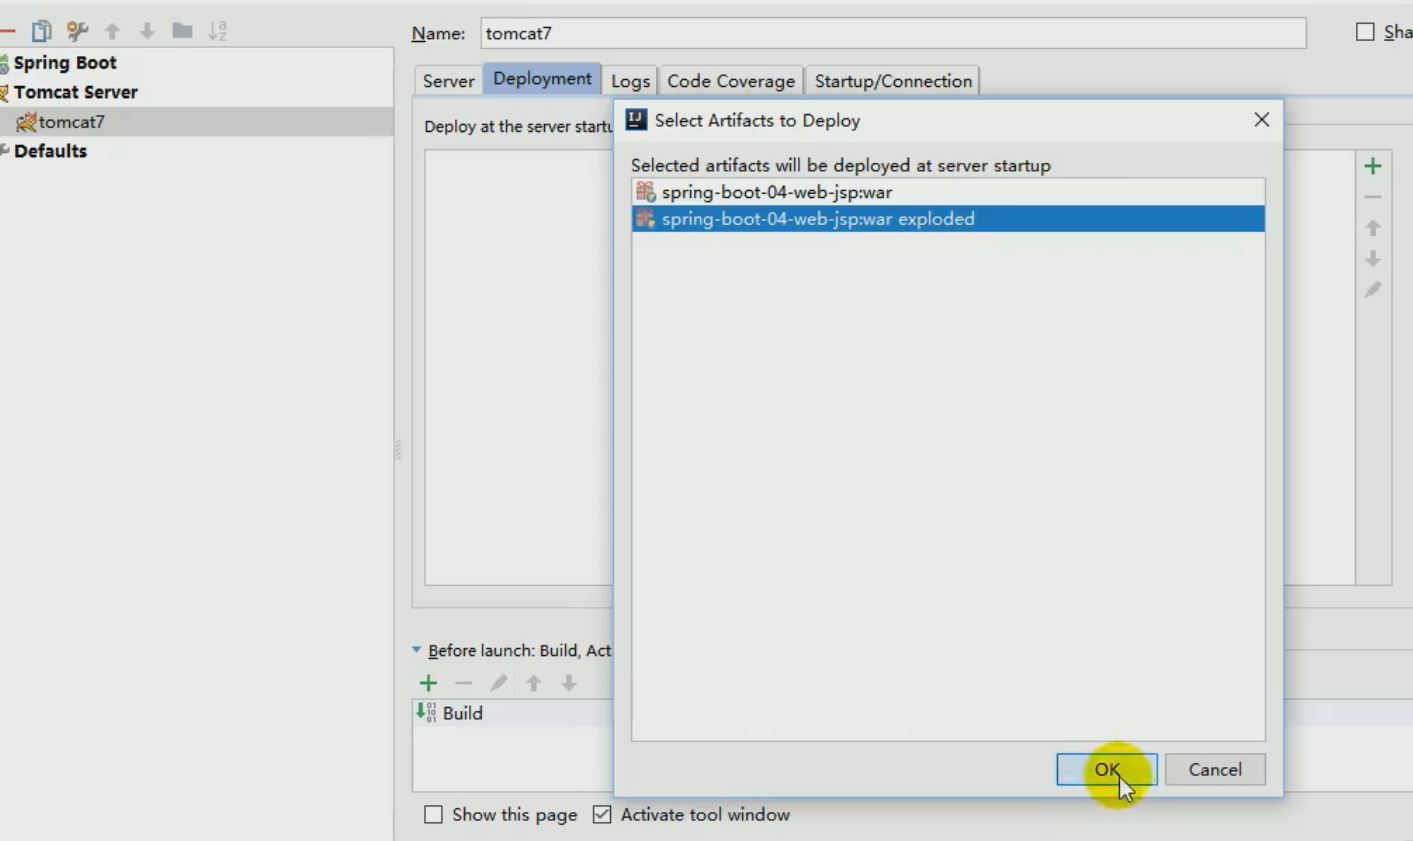 Name: tomcat7
Sha
Spring Boot
Tomcat Server
tomcat7
Defaults
Server Deployment Logs Code Coverage Startup/Connection
Deploy at the server startu
Select Artifacts to Deploy
Selected artifacts will be deployed at server startup
spring-boot-04-web-jsp:war
spring-boot-04-web-jsp:war exploded
OK Cancel
Before launch: Build, Act
Build
Show this page Activate tool window